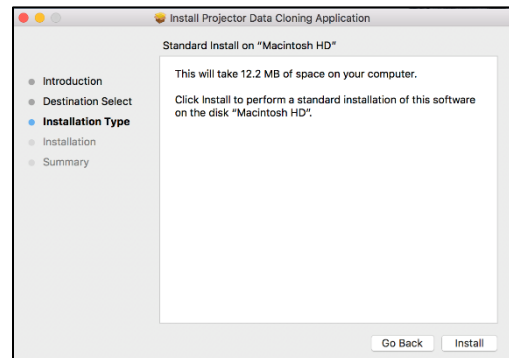 Install Projector Data Cloning Application
Standard Install on "Macintosh HD"
Introduction
Destination Select
Installation Type
Installation
Summary
This will take 12.2 MB of space on your computer.
Click Install to perform a standard installation of this software
on the disk "Macintosh HD".
Go Back
Install